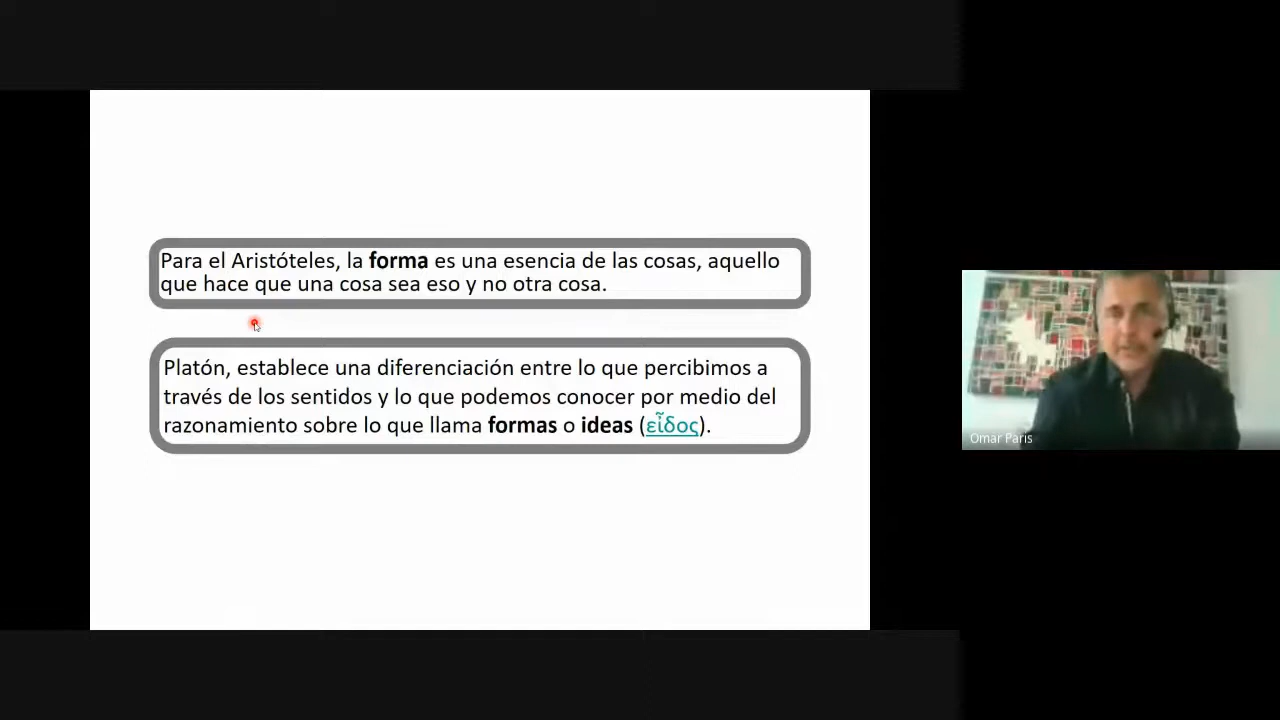 Para el Aristóteles, la forma es una esencia de las cosas, aquello
que hace que una cosa sea eso y no otra cosa.
Platón, establece una diferenciación entre lo que percibimos a
través de los sentidos y lo que podemos conocer por medio del
razonamiento sobre lo que llama formas o ideas (εἶδος).
Omar Paris